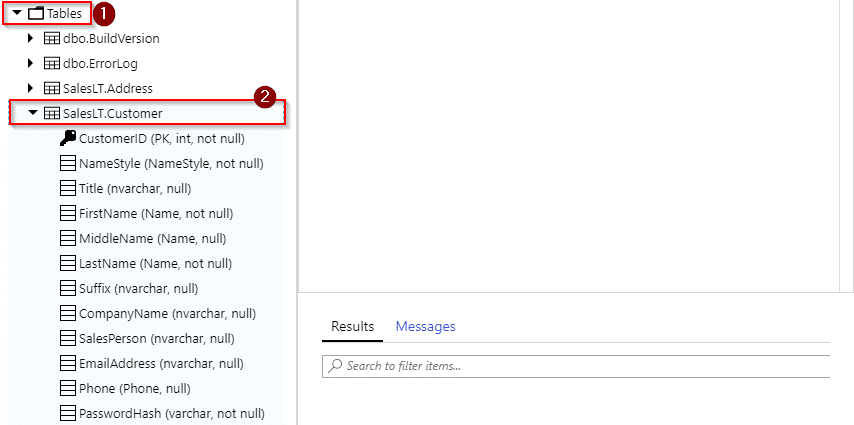 Tables 1
dbo.BuildVersion
dbo.ErrorLog
SalesLT.Address
2
SalesLT.Customer
CustomerID (PK, int, not null)
NameStyle (NameStyle, not null)
Title (nvarchar, null)
FirstName (Name, not null)
MiddleName (Name, null)
LastName (Name, not null)
Suffix (nvarchar, null)
CompanyName (nvarchar, null)
SalesPerson (nvarchar, null)
EmailAddress (nvarchar, null)
Phone (Phone, null)
PasswordHash (varchar, not null)
Results Messages
Search to filter items...